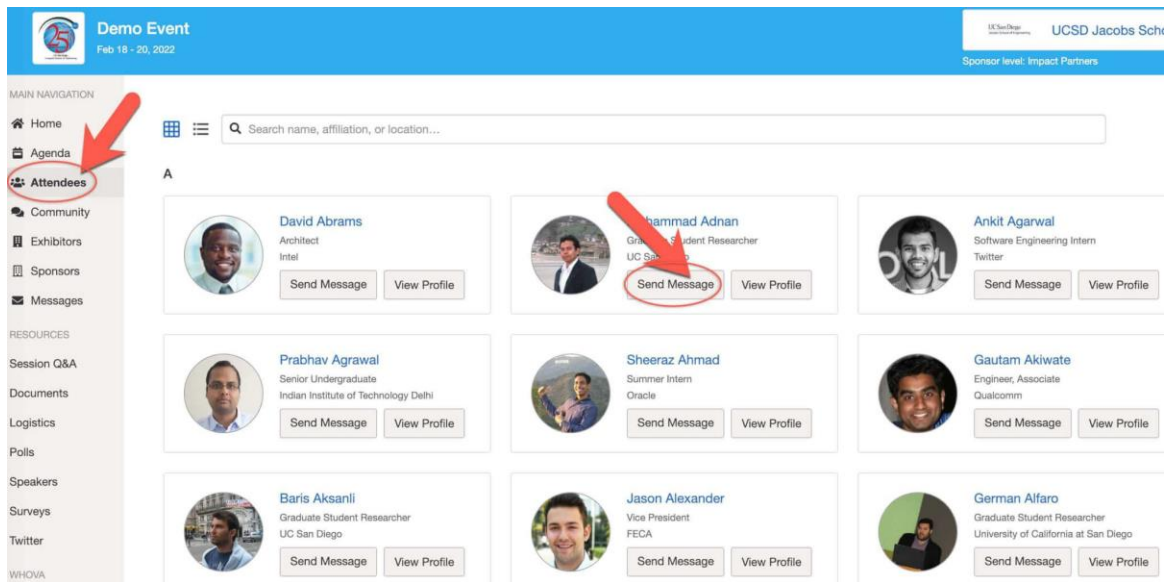 25
Demo Event
Feb 18 - 20, 2022
UC San Diego
UCSD Jacobs Scho
Sponsor level: Impact Partners
MAIN NAVIGATION
Home
Agenda
Attendees
Community
Exhibitors
Sponsors
Messages
RESOURCES
Session Q&A
Documents
Logistics
Polls
Speakers
Surveys
Twitter
WHOVA
Search name, affiliation, or location...
A
David Abrams
Architect
Intel
Send Message View Profile
Adnan
Student Researcher
UC
Send Message View Profile
Ankit Agarwal
Software Engineering Intern
Twitter
Send Message View Profile
Prabhav Agrawal
Senior Undergraduate
Indian Institute of Technology Delhi
Send Message View Profile
Sheeraz Ahmad
Summer Intern
Oracle
Send Message View Profile
Gautam Akiwate
Engineer, Associate
Qualcomm
Send Message View Profile
Baris Aksanli
Graduate Student Researcher
UC San Diego
Send Message View Profile
Jason Alexander
Vice President
FECA
Send Message View Profile
German Alfaro
Graduate Student Researcher
University of California at San Diego
Send Message View Profile